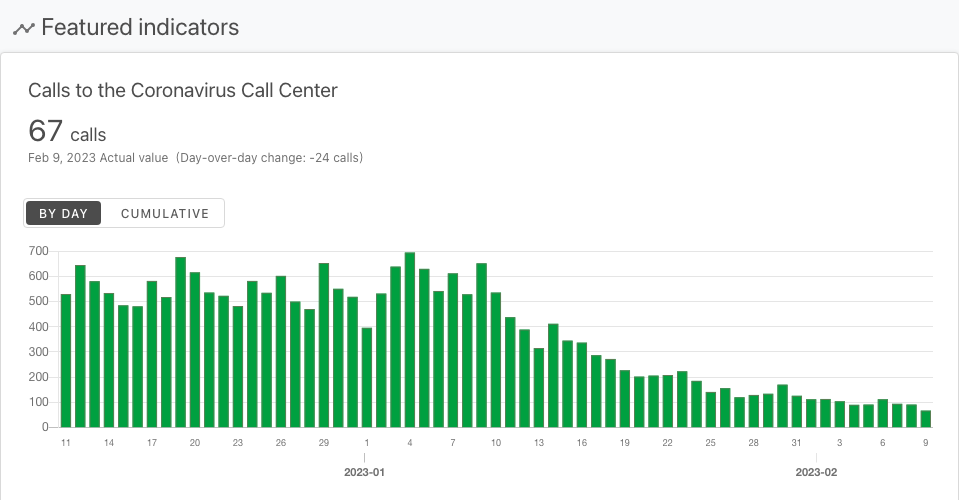 Featured indicators
Calls to the Coronavirus Call Center
67 calls
Feb 9, 2023 Actual value (Day-over-day change: -24 calls)
BY DAY CUMULATIVE
700
600
500
400
300
200
100
0
11 14 17 20 23 26 29 1 4 7 10 13 16 19 22 25 28 31 3 6 9
2023-01 2023-02